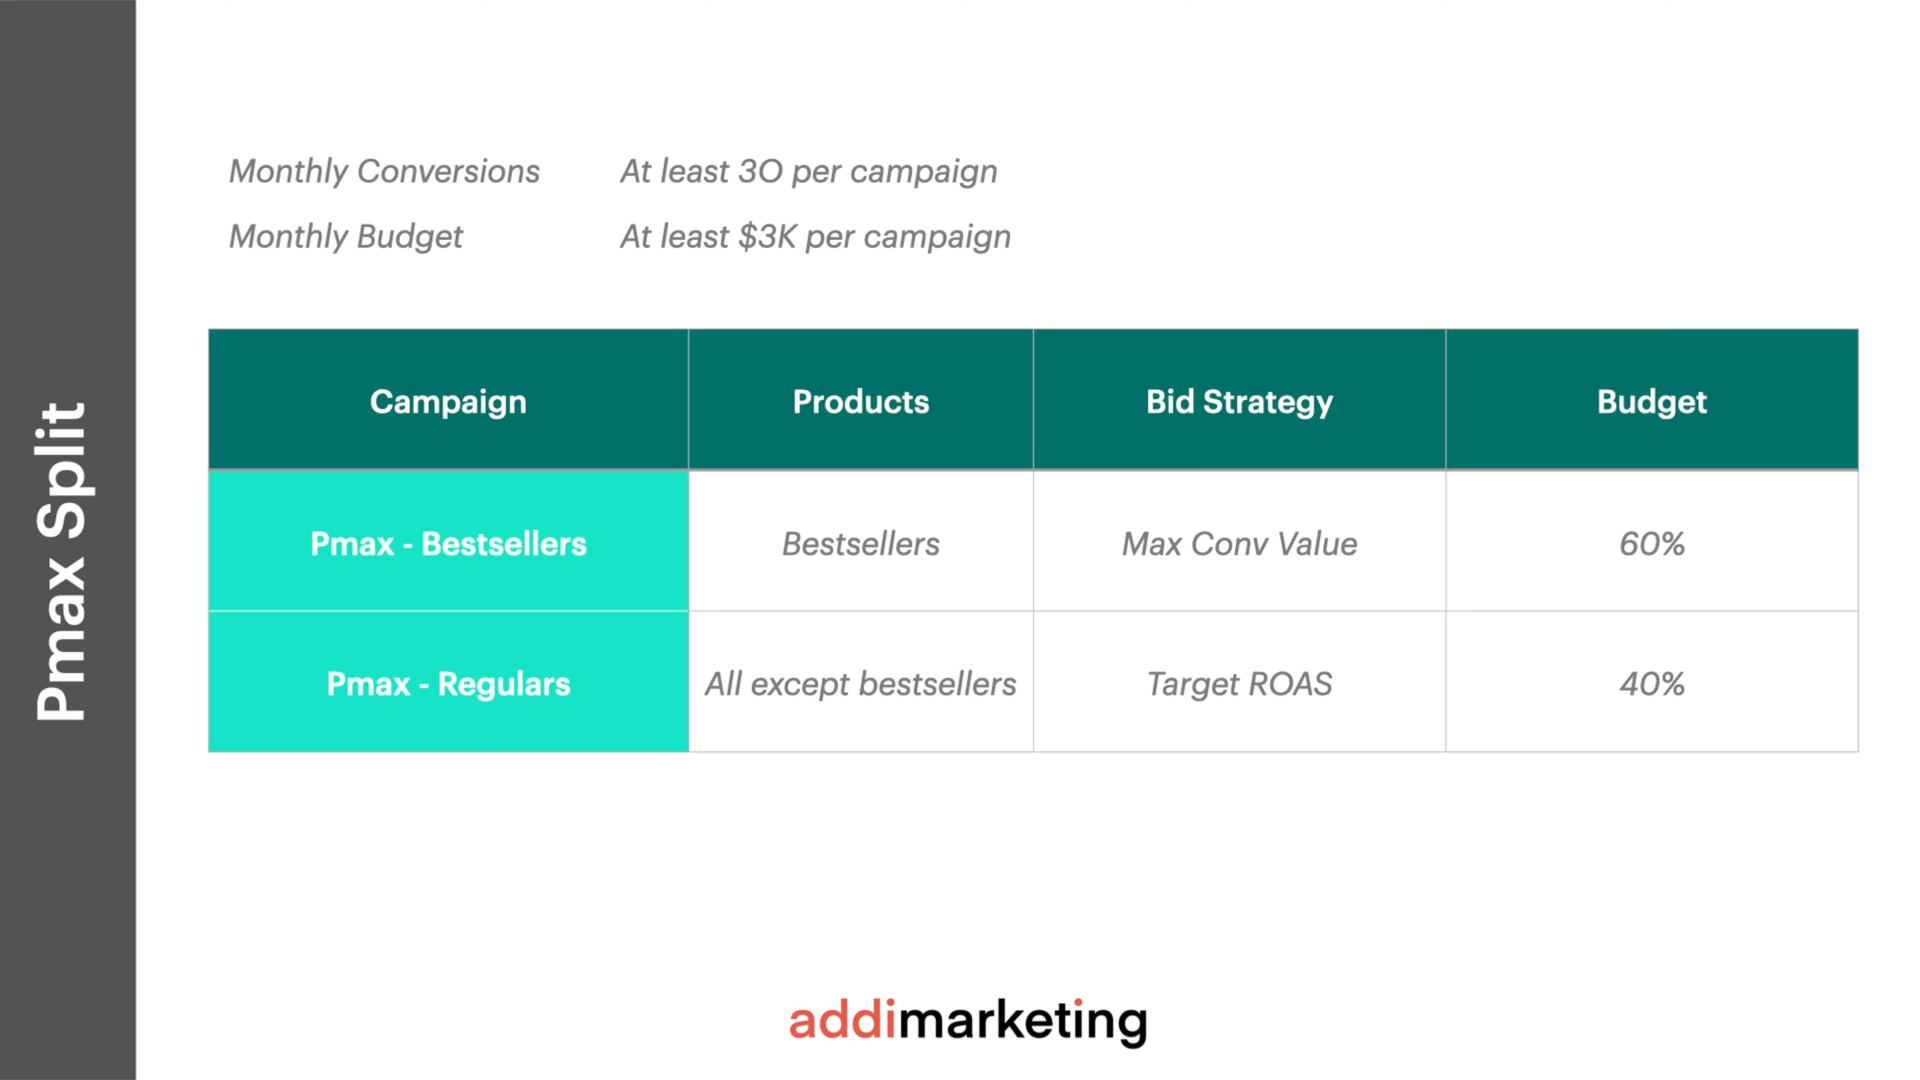 Pmax Split
Monthly Conversions At least 30 per campaign
Monthly Budget At least $3K per campaign
Campaign Products Bid Strategy Budget
Pmax - Bestsellers Bestsellers Max Conv Value 60%
Pmax - Regulars All except bestsellers Target ROAS 40%
addimarketing